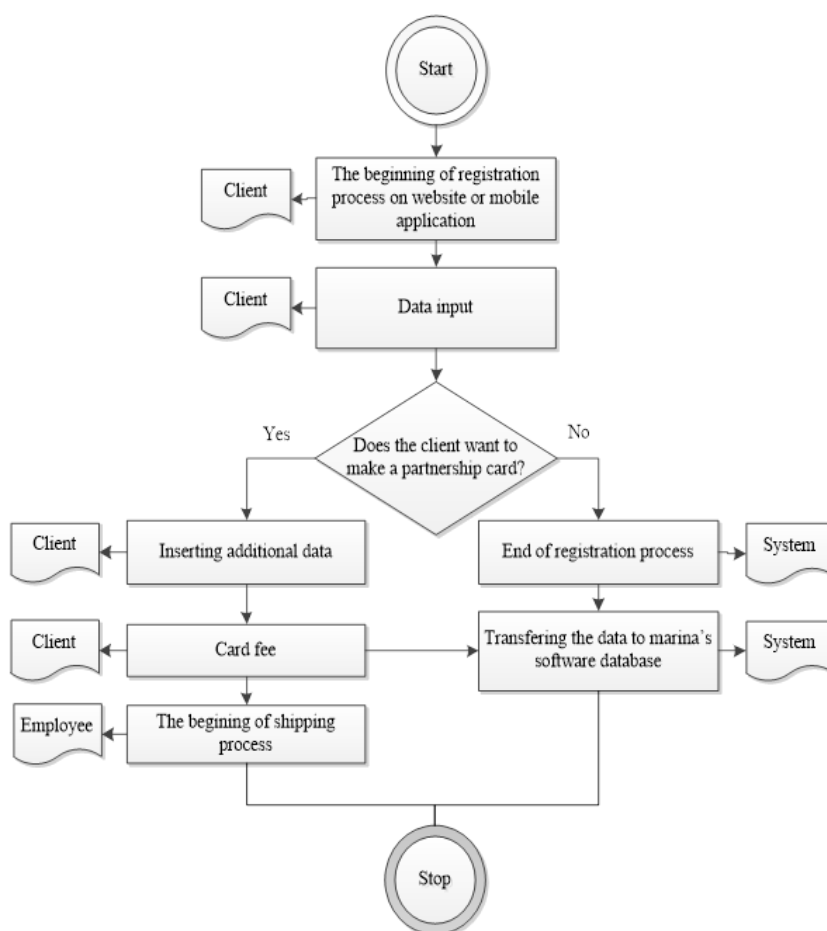 Start
Client
The beginning of registration
process on website or mobile
application
Client
Data input
Yes
No
Does the client want to
make a partnership card?
Client
Inserting additional data
End of registration process
System
Client
Card fee
Transfering the data to marina's
software database
System
Employee
The begining of shipping
process
Stop